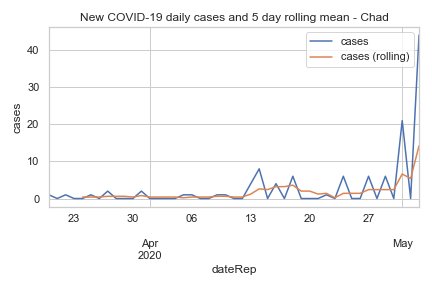 New COVID-19 daily cases and 5 day rolling mean - Chad
cases
cases (rolling)
cases
40
30
20
10
0
23
30
06
13
20
27
Apr
2020
May
dateRep